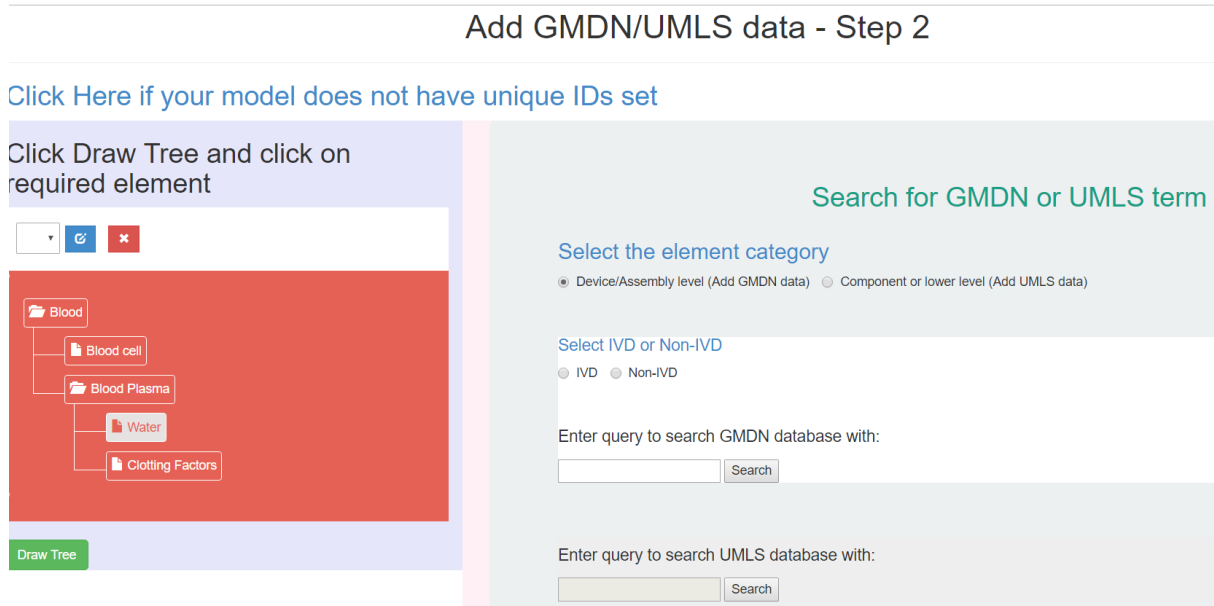 Add GMDN/UMLS data - Step 2
Click Here if your model does not have unique IDs set
Click Draw Tree and click on
required element
Blood
Blood cell
Blood Plasma
Water
Clotting Factors
Draw Tree
Search for GMDN or UMLS term
Select the element category
Device/Assembly level (Add GMDN data) Component or lower level (Add UMLS data)
Select IVD or Non-IVD
IVD Non-IVD
Enter query to search GMDN database with:
Search
Enter query to search UMLS database with:
Search